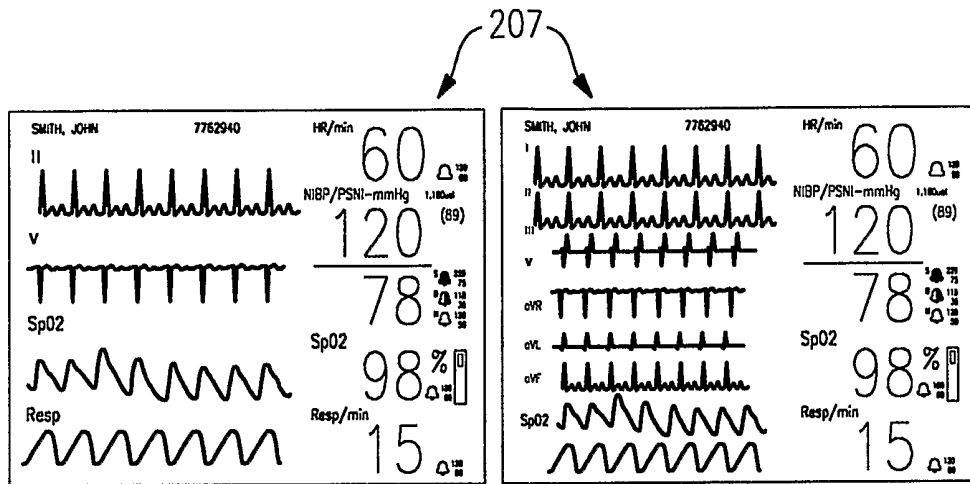 207
SMITH, JOHN 7762940
HR/min 60
II
NIBP/PSNI-mmHg
(89)
120
V
78
Sp02
Sp02
98 %
Resp
Resp/min
15
SMITH, JOHN 7762940
HR/min 60
I
II
NIBP/PSNI-mmHg
(89)
III
120
V
78
aVR
aVL
Sp02
aVF
98 %
Sp02
Resp/min
15